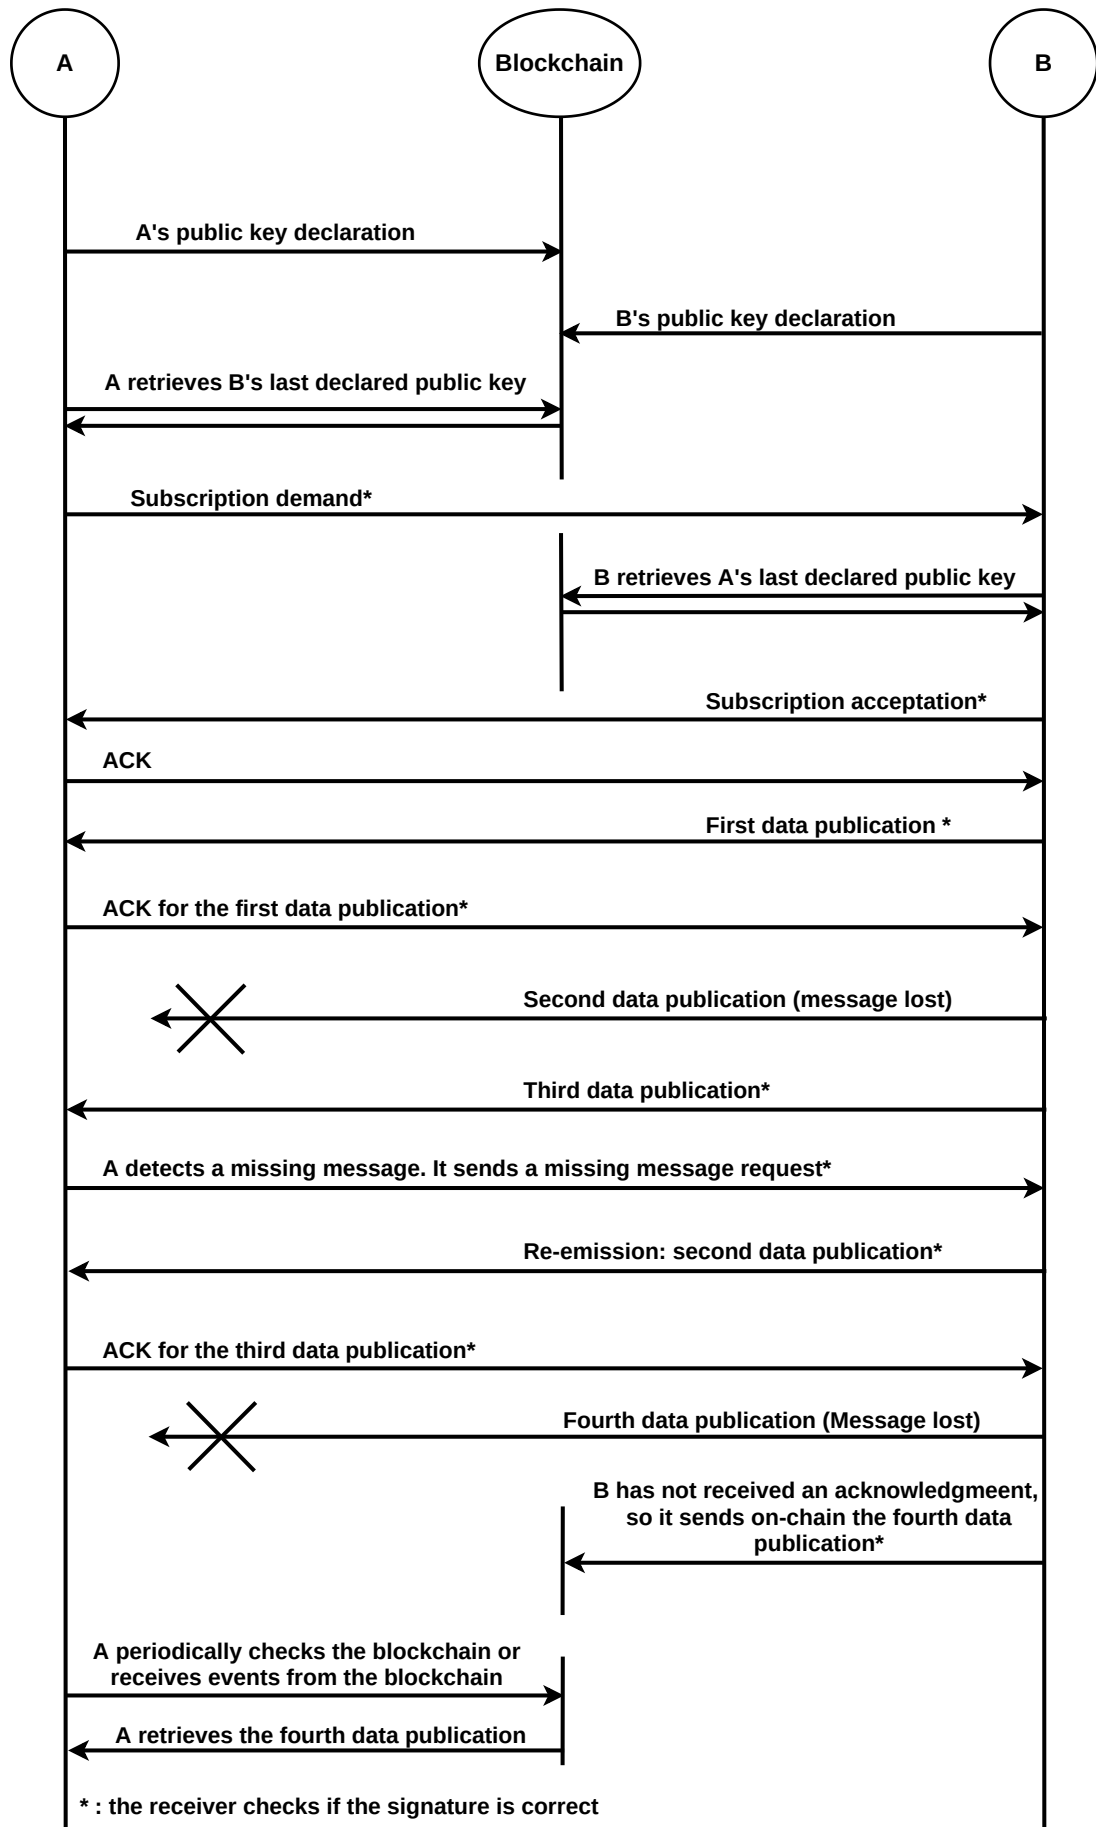 A
Blockchain
B
A's public key declaration
B's public key declaration
A retrieves B's last declared public key
Subscription demand*
B retrieves A's last declared public key
Subscription acceptation*
ACK
First data publication *
ACK for the first data publication*
Second data publication (message lost)
Third data publication*
A detects a missing message. It sends a missing message request*
Re-emission: second data publication*
ACK for the third data publication*
Fourth data publication (Message lost)
B has not received an acknowledgmeent,
so it sends on-chain the fourth data
publication*
A periodically checks the blockchain or
receives events from the blockchain
A retrieves the fourth data publication
* : the receiver checks if the signature is correct